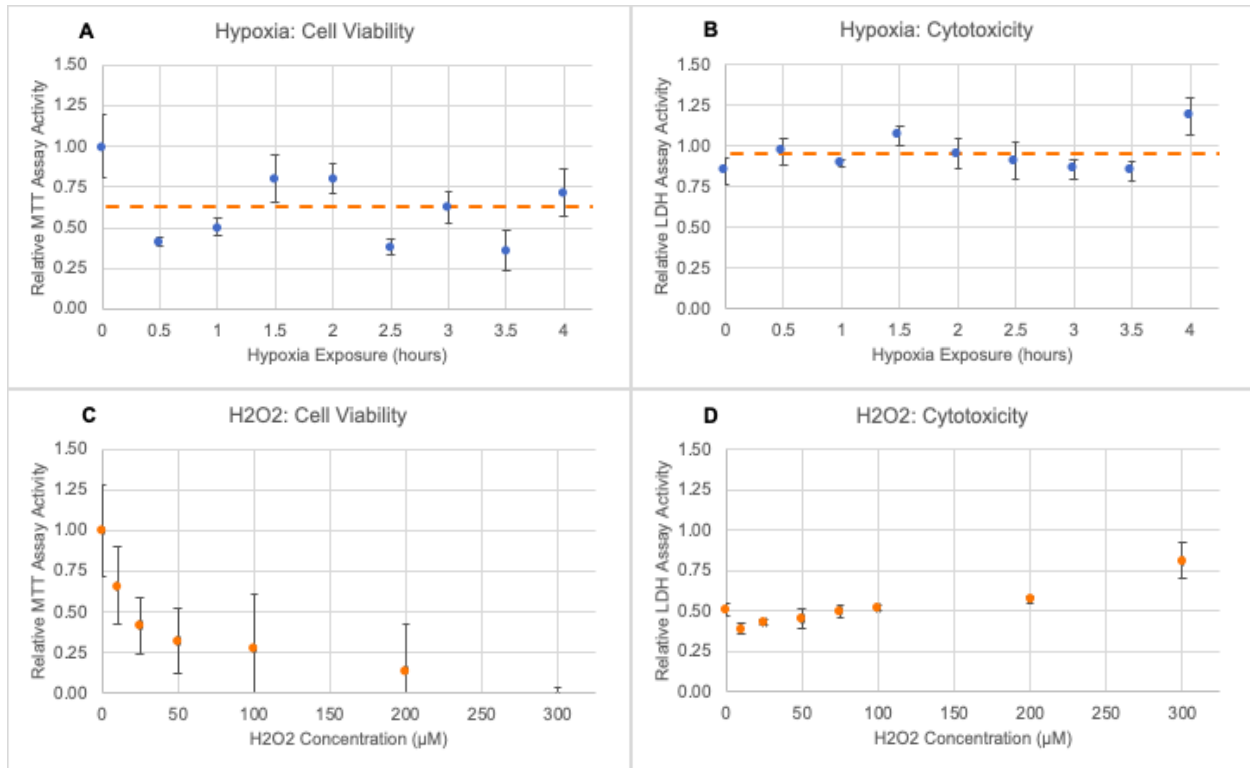 A
Hypoxia: Cell Viability
Relative MTT Assay Activity
1.50
1.25
1.00
0.75
0.50
0.25
0.00
0 0.5 1 1.5 2 2.5 3 3.5 4
Hypoxia Exposure (hours)
B
Hypoxia: Cytotoxicity
Relative LDH Assay Activity
1.50
1.25
1.00
0.75
0.50
0.25
0.00
0 0.5 1 1.5 2 2.5 3 3.5 4
Hypoxia Exposure (hours)
C
H2O2: Cell Viability
Relative MTT Assay Activity
1.50
1.25
1.00
0.75
0.50
0.25
0.00
0 50 100 150 200 250 300
H2O2 Concentration (µM)
D
H2O2: Cytotoxicity
Relative LDH Assay Activity
1.50
1.25
1.00
0.75
0.50
0.25
0.00
0 50 100 150 200 250 300
H2O2 Concentration (µM)